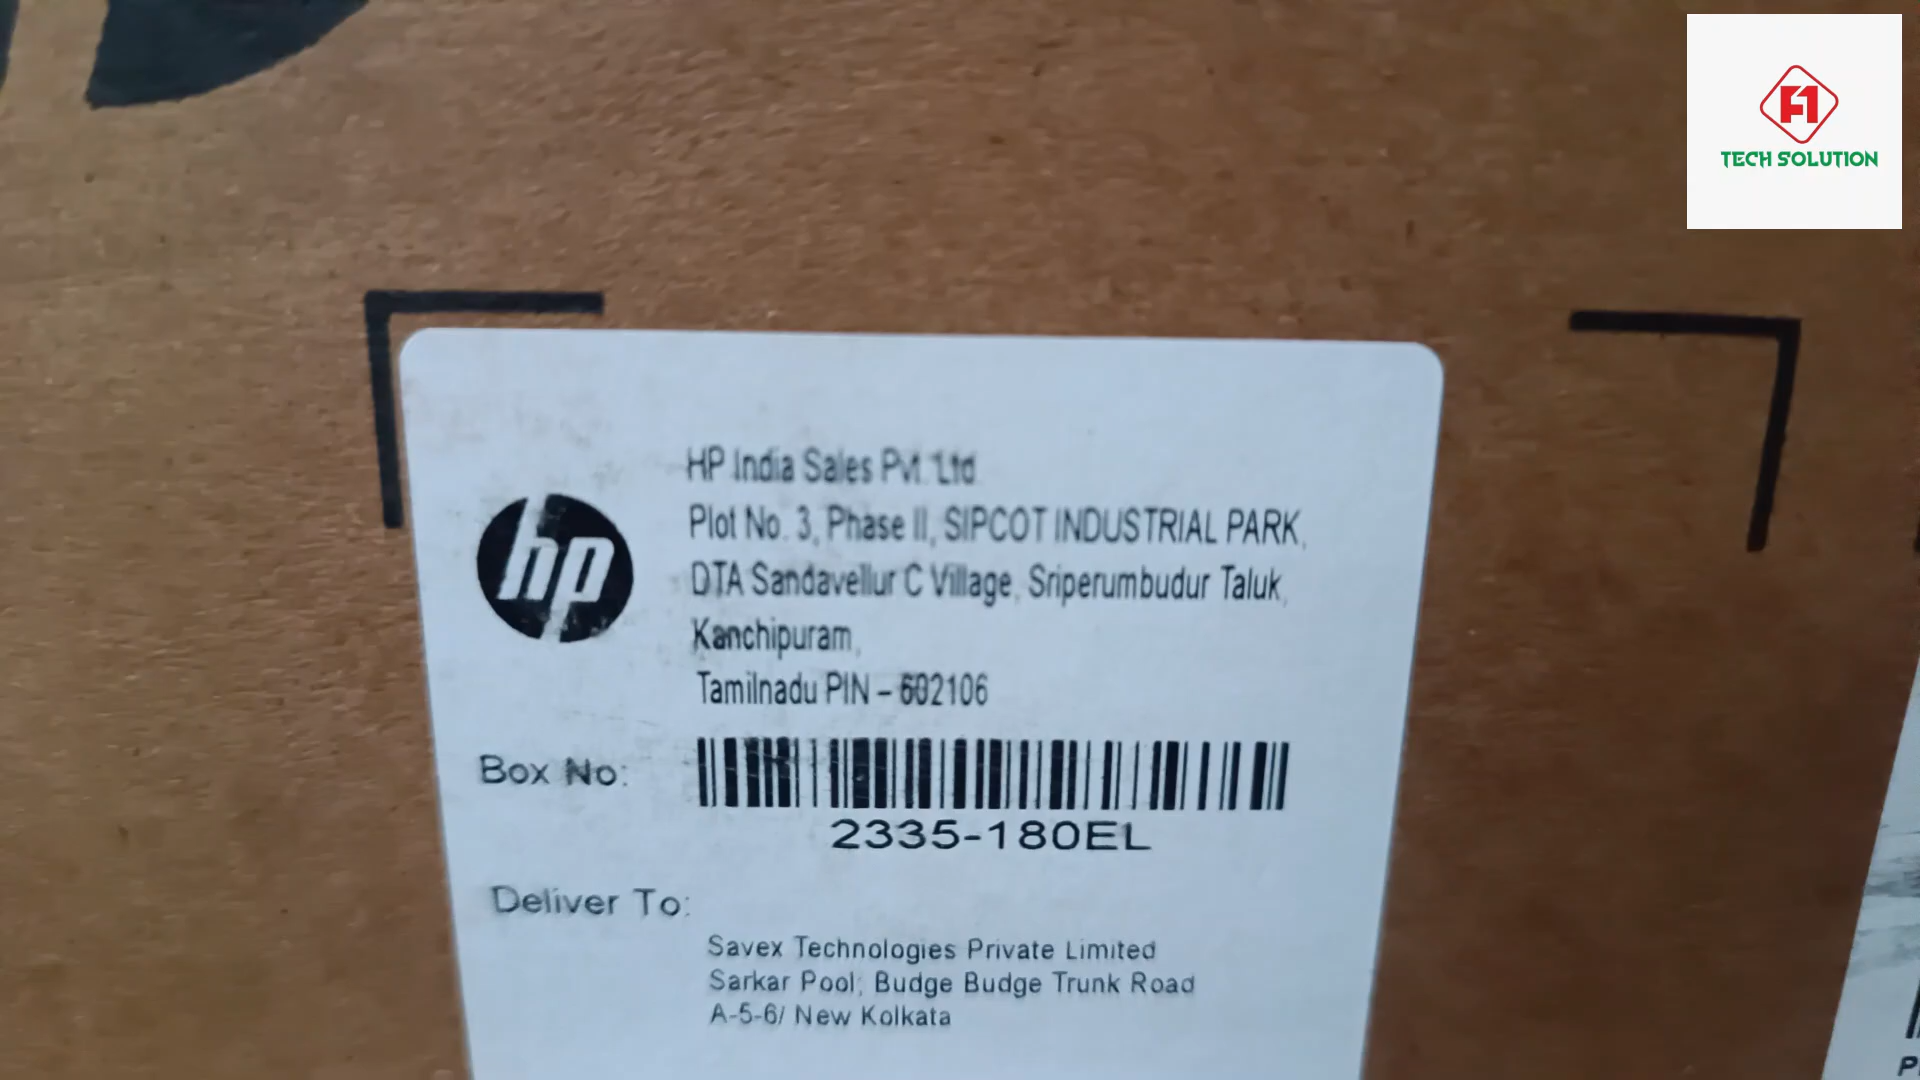 F1
TECH SOLUTION
hp
HP India Sales Pvt. Ltd.
Plot No. 3, Phase II, SIPCOT INDUSTRIAL PARK,
DTA Sandavellur C Village, Sriperumbudur Taluk,
Kanchipuram,
Tamilnadu PIN – 602106
Box No:
2335-180EL
Deliver To:
Savex Technologies Private Limited
Sarkar Pool; Budge Budge Trunk Road
A-5-6/ New Kolkata